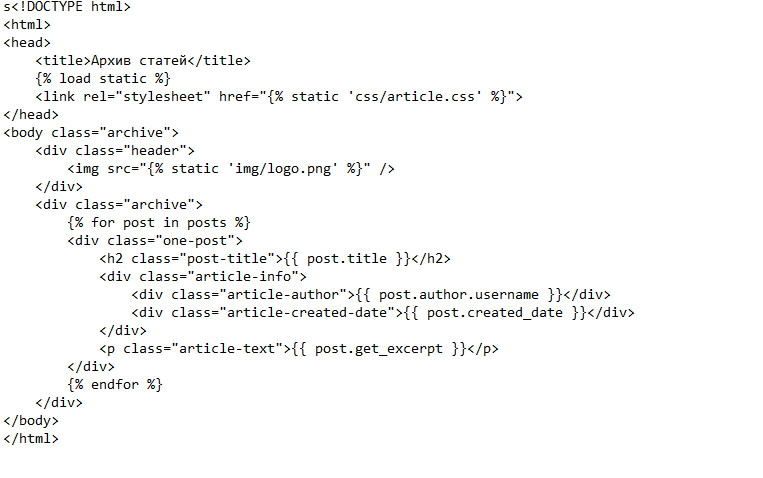 s<!DOCTYPE html>
<html>
<head>
    <title>Архив статей</title>
    {% load static %}
    <link rel="stylesheet" href="{% static 'css/article.css' %}">
</head>
<body class="archive">
    <div class="header">
        <img src="{% static 'img/logo.png' %}" />
    </div>
    <div class="archive">
        {% for post in posts %}
        <div class="one-post">
            <h2 class="post-title">{{ post.title }}</h2>
            <div class="article-info">
                <div class="article-author">{{ post.author.username }}</div>
                <div class="article-created-date">{{ post.created_date }}</div>
            </div>
            <p class="article-text">{{ post.get_excerpt }}</p>
        </div>
        {% endfor %}
    </div>
</body>
</html>